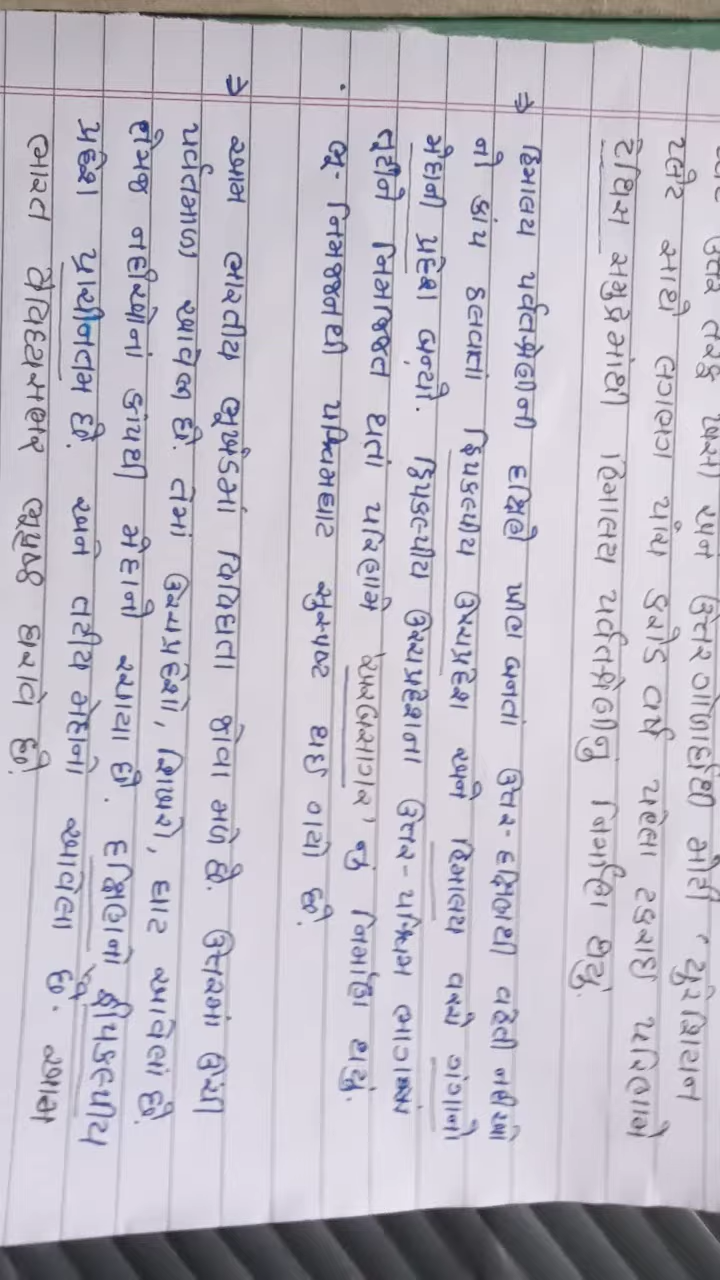 ઉત્તર તરફ ખસી અને ઉત્તર ગોળાર્ધથી મોટી 'યુરેશિયન
પ્લેટ સાથે લગભગ પાંચ કરોડ વર્ષ પહેલા ટકરાઇ પરિણામે
ટેથિસ સમુદ્રમાંથી હિમાલય પર્વતશ્રેણીનુ નિર્માણ થયું.
→ હિમાલય પર્વતશ્રેણીની દક્ષિણે ખીણ બનતા ઉત્તર-દક્ષિણથી વહેતી નદીઓ
નો કાંપ ઠલવાતા દ્વિપકલ્પીય ઉચ્ચપ્રદેશ અને હિમાલય વચ્ચે ગંગાનો
મેદાની પ્રદેશ બન્યો. દ્વિપકલ્પીય ઉચ્ચપ્રદેશના ઉત્તર-પશ્ચિમ ભાગમાં
તૂટીને નિમજ્જિત થતાં પરિણામે 'અરબસાગર' નું નિર્માણ થયું.
ભૂ-નિમજ્જનથી પશ્ચિમઘાટ સુસ્પષ્ટ થઇ ગયો છે.
→ આમ ભારતીય ભૂખંડમાં વિવિધતા જોવા મળે છે. ઉત્તરમાં ઉંચી
પર્વતમાળા આવેલ છે. તેમાં ઉચ્ચપ્રદેશો, શિખરો, ઘાટ આવેલાં છે.
તેમજ નદીઓનાં કાંપથી મેદાનો રચાયા છે. દક્ષિણનો દ્વીપકલ્પીય
પ્રદેશ પ્રાચીનતમ છે. અને તટીય મેદાનો આવેલા છે. આમ
ભારત વૈવિધ્યસભર ભૂપૃષ્ઠ ધરાવે છે.